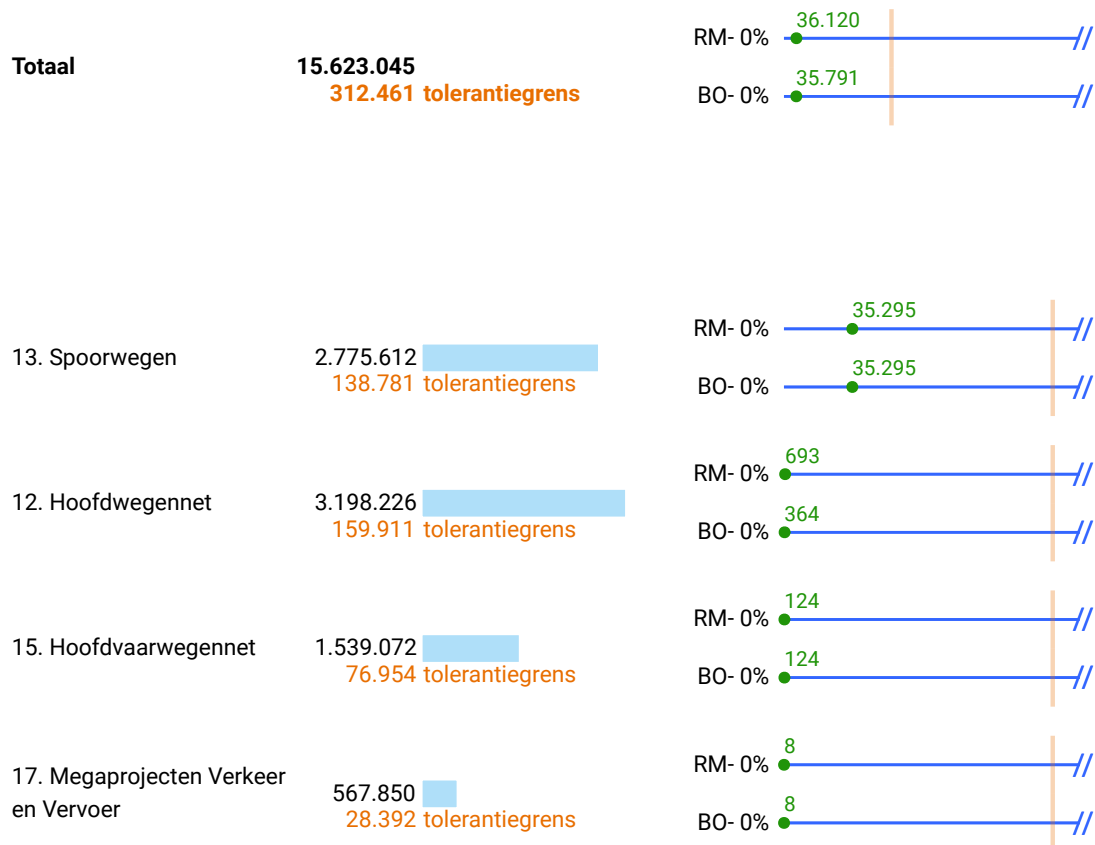 36.120
RM- 0%
Totaal 15.623.045
35.791
312.461 tolerantiegrens
BO- 0%
35.295
RM- 0%
13. Spoorwegen 2.775.612
35.295
138.781 tolerantiegrens
BO- 0%
693
RM- 0%
12. Hoofdwegennet 3.198.226
364
159.911 tolerantiegrens
BO- 0%
124
RM- 0%
15. Hoofdvaarwegennet 1.539.072
124
76.954 tolerantiegrens
BO- 0%
8
RM- 0%
17. Megaprojecten Verkeer
en Vervoer
567.850
8
28.392 tolerantiegrens
BO- 0%